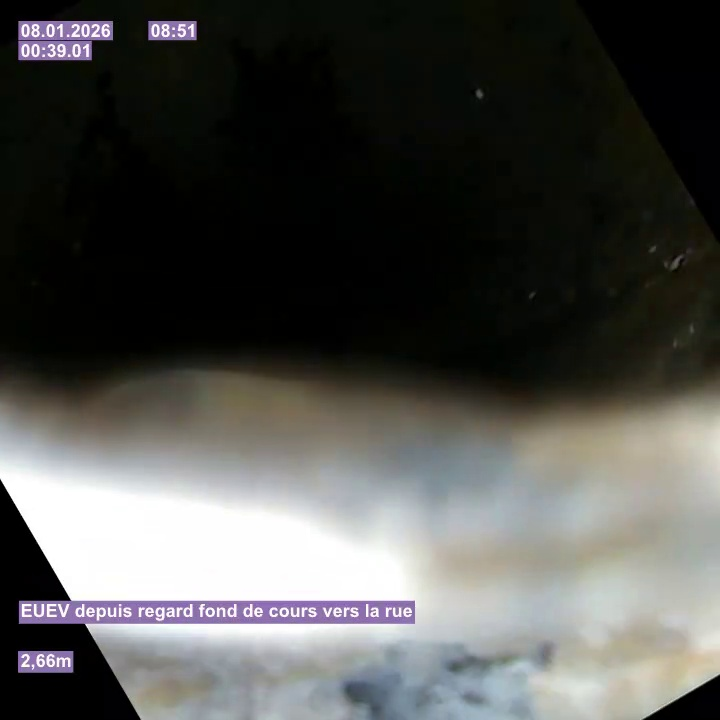 08.01.2026 08:51
00:39.01
EUEV depuis regard fond de cours vers la rue
2,66m